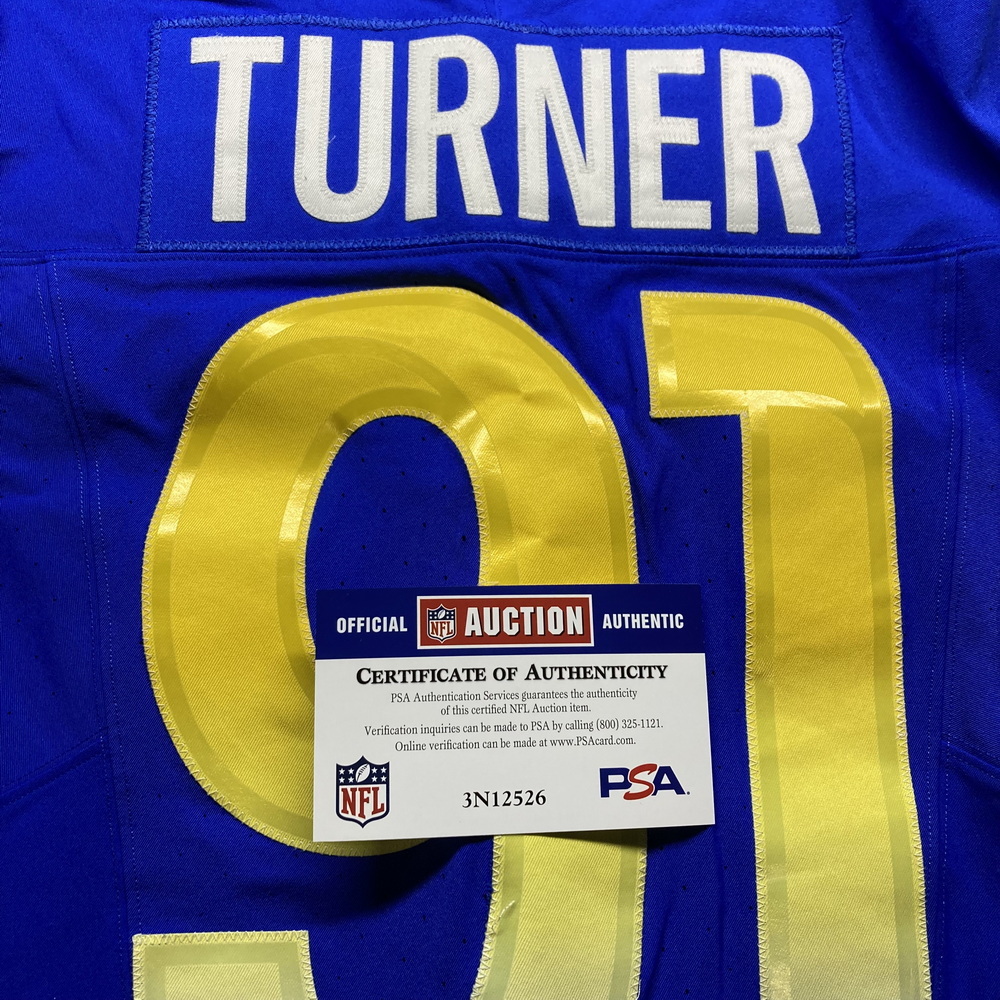 TURNER
91
OFFICIAL NFL AUCTION AUTHENTIC
CERTIFICATE OF AUTHENTICITY
PSA Authentication Services guarantees the authenticity
of this certified NFL Auction item.
Verification inquiries can be made to PSA by calling (800) 325-1121.
Online verification can be made at www.PSAcard.com.
NFL 3N12526 PSA